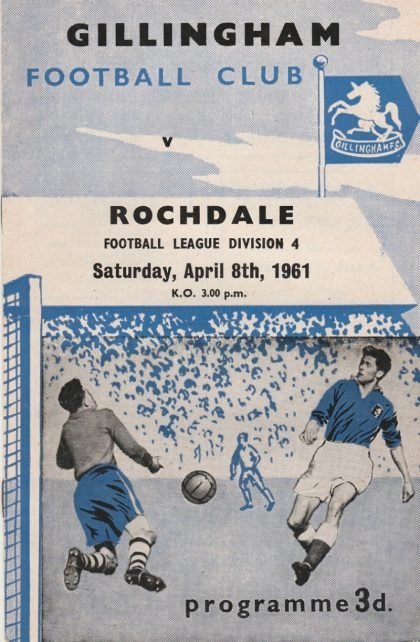 GILLINGHAM
FOOTBALL CLUB
GILLINGHAM F.C.
v
ROCHDALE
FOOTBALL LEAGUE DIVISION 4
Saturday, April 8th, 1961
K.O. 3.00 p.m.
programme 3d.